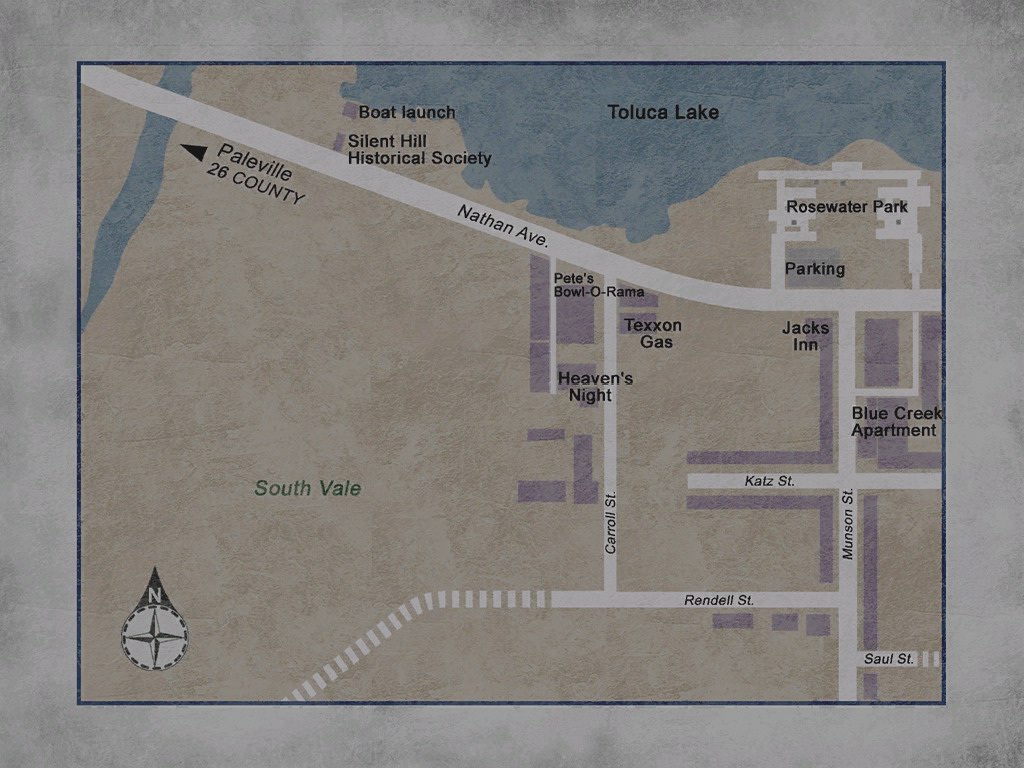 Boat launch
Toluca Lake
Silent Hill
Historical Society
Paleville
26 COUNTY
Nathan Ave.
Rosewater Park
Parking
Pete's
Bowl-O-Rama
Texxon
Gas
Jacks
Inn
Heaven's
Night
Blue Creek
Apartment
South Vale
Katz St.
Carroll St.
Munson St.
Rendell St.
N
Saul St.